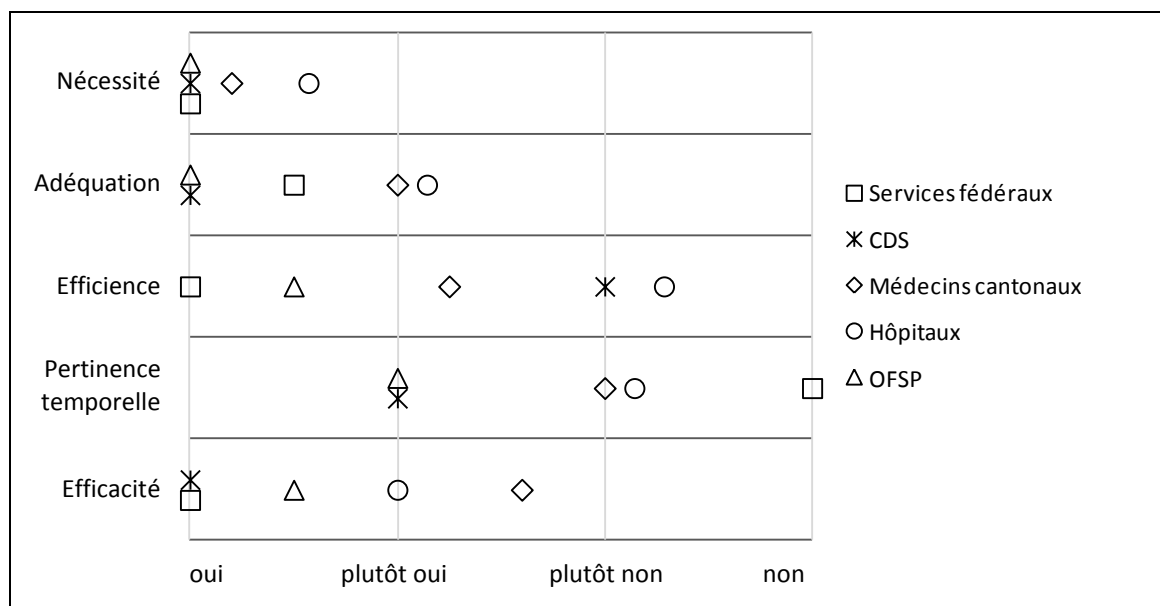 Nécessité
Adéquation
Efficience
Pertinence
temporelle
Efficacité
oui plutôt oui plutôt non non
Services fédéraux
CDS
Médecins cantonaux
Hôpitaux
OFSP